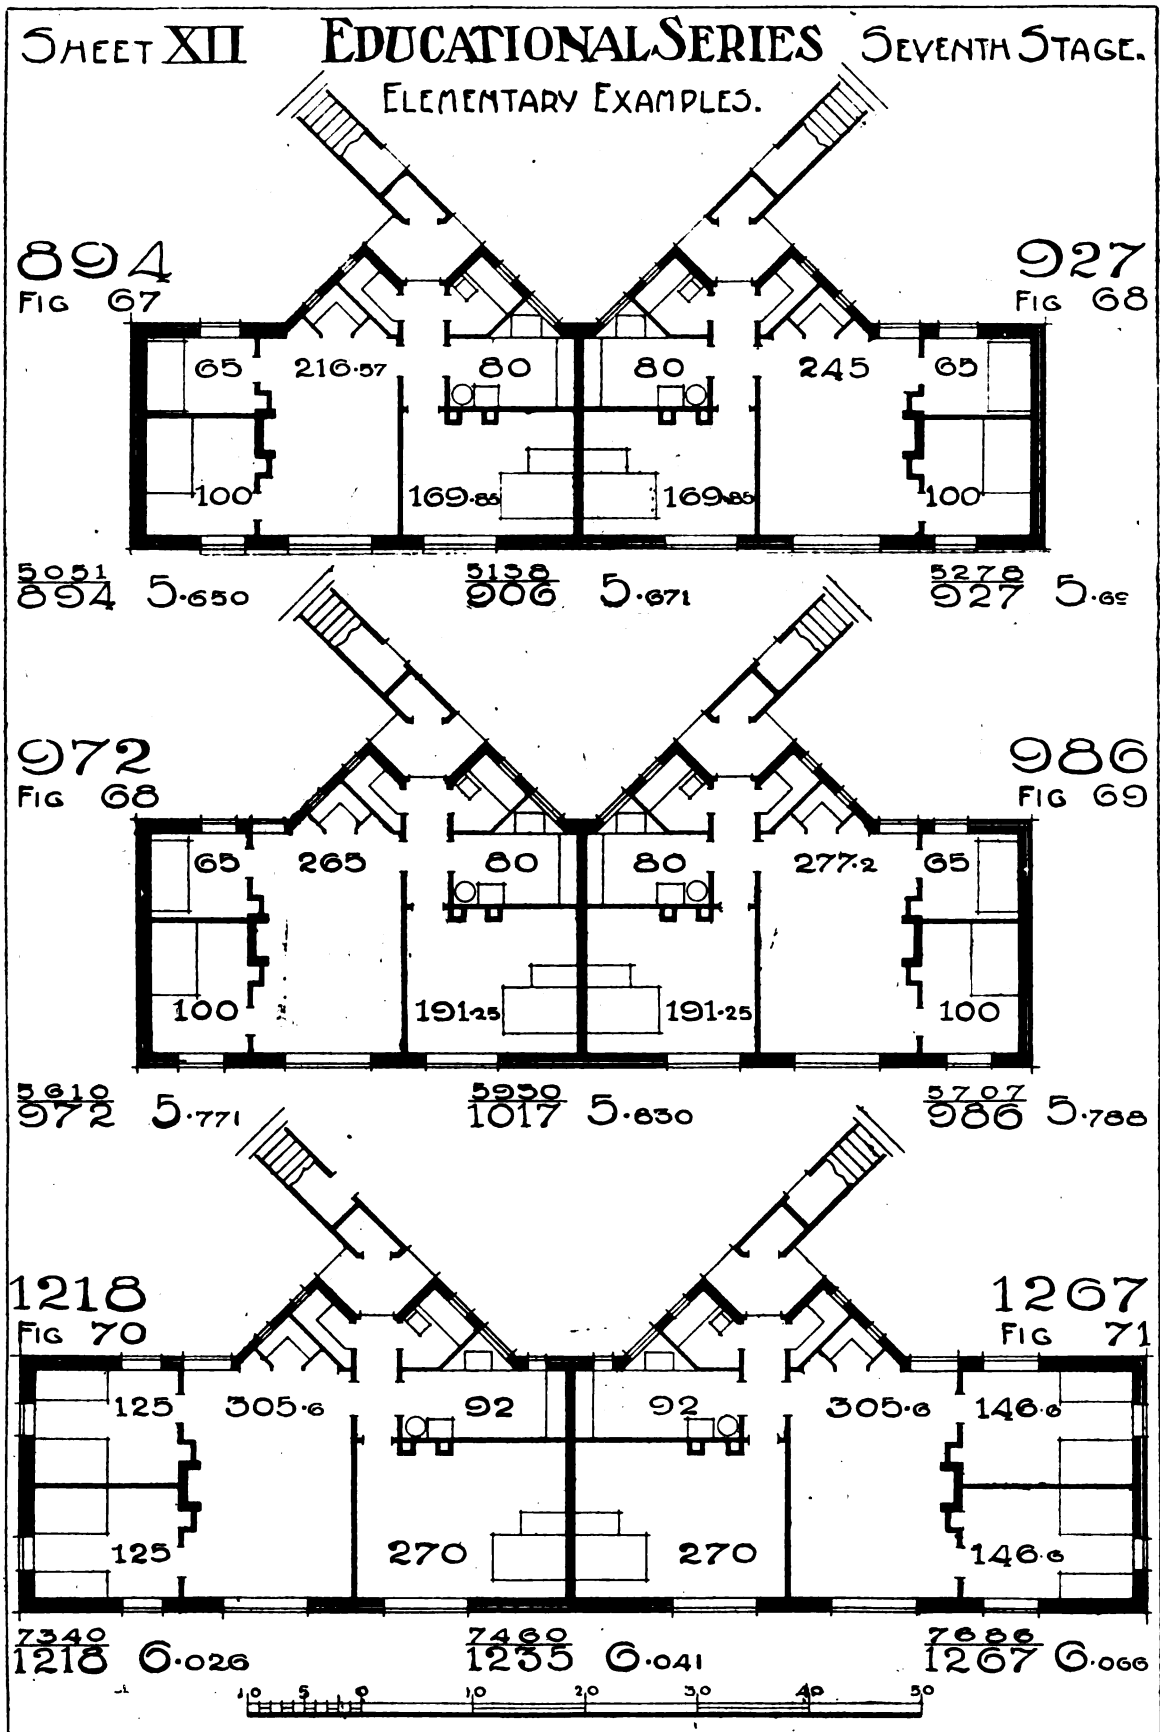 SHEET XII EDUCATIONAL SERIES SEVENTH STAGE.
ELEMENTARY EXAMPLES.
894
FIG 67
927
FIG 68
65 216.57 80 80 245 65
100 169.85 169.85 100
5051
894 5.650
5138
906 5.671
5278
927 5.69
972
FIG 68
986
FIG 69
65 265 80 80 277.2 65
100 191.25 191.25 100
5610
972 5.771
5930
1017 5.830
5707
986 5.788
1218
FIG 70
1267
FIG 71
125 305.6 92 92 305.6 146.6
125 270 270 146.6
7340
1218 6.026
7460
1235 6.041
7686
1267 6.066
10 5 0 10 20 30 40 50